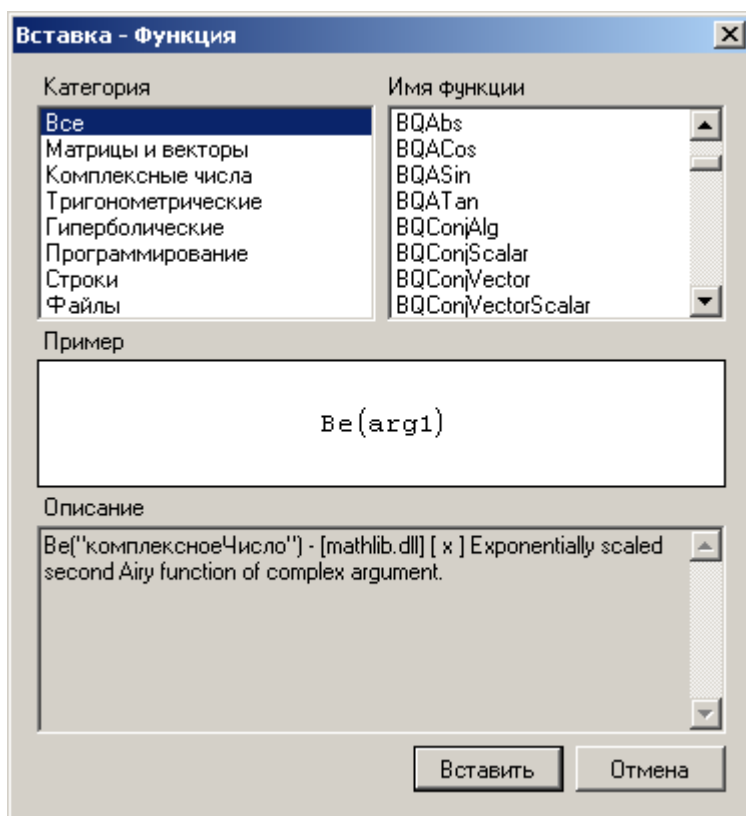 Вставка - Функция
Категория
Имя функции
Все
Матрицы и векторы
Комплексные числа
Тригонометрические
Гиперболические
Программирование
Строки
Файлы
BQAbs
BQACos
BQASin
BQATan
BQConjAlg
BQConjScalar
BQConjVector
BQConjVectorScalar
Пример
Be(arg1)
Описание
Be("комплексноеЧисло") - [mathlib.dll] [ x ] Exponentially scaled
second Airy function of complex argument.
Вставить
Отмена